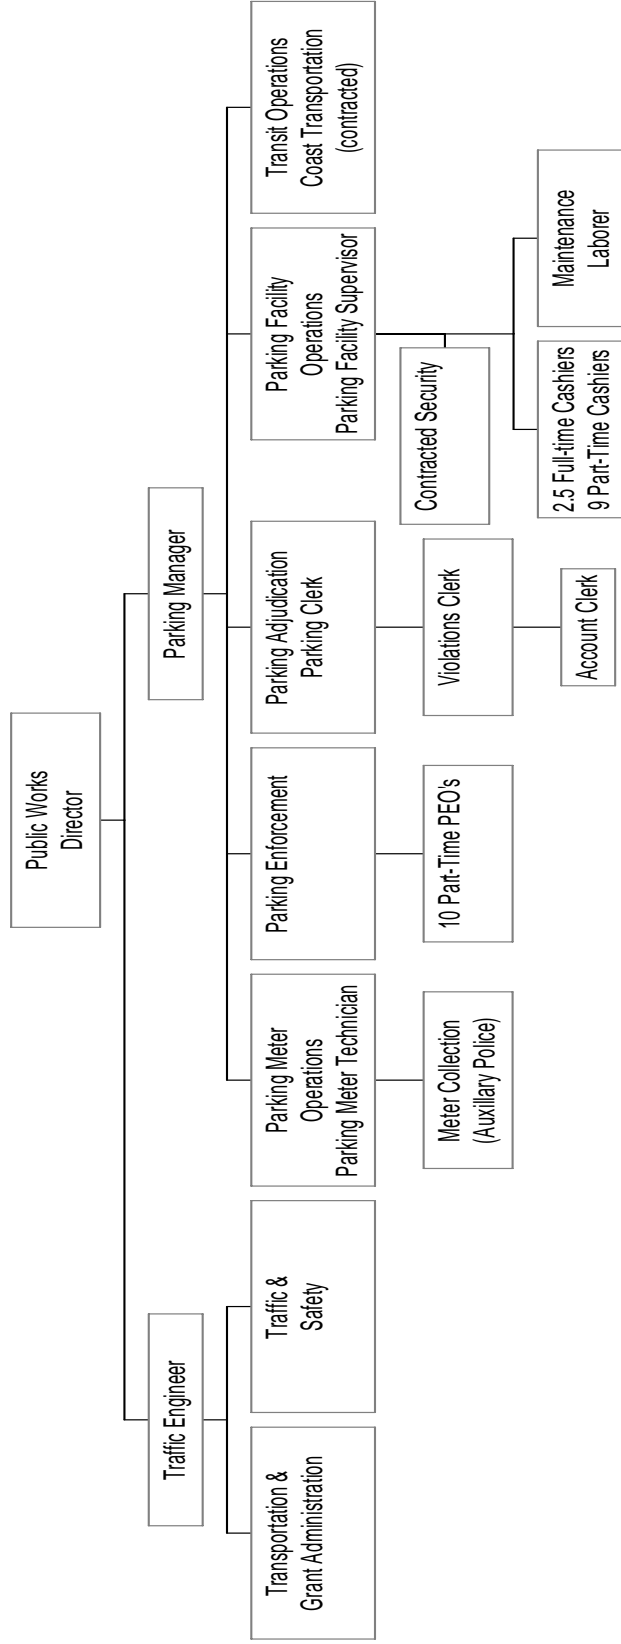 Public Works
Director
Traffic Engineer
Parking Manager
Transportation &
Grant Administration
Traffic &
Safety
Parking Meter
Operations
Parking Meter Technician
Parking Enforcement
Parking Adjudication
Parking Clerk
Parking Facility
Operations
Parking Facility Supervisor
Transit Operations
Coast Transportation
(contracted)
Meter Collection
(Auxillary Police)
10 Part-Time PEO's
Violations Clerk
Contracted Security
Account Clerk
2.5 Full-time Cashiers
9 Part-Time Cashiers
Maintenance
Laborer